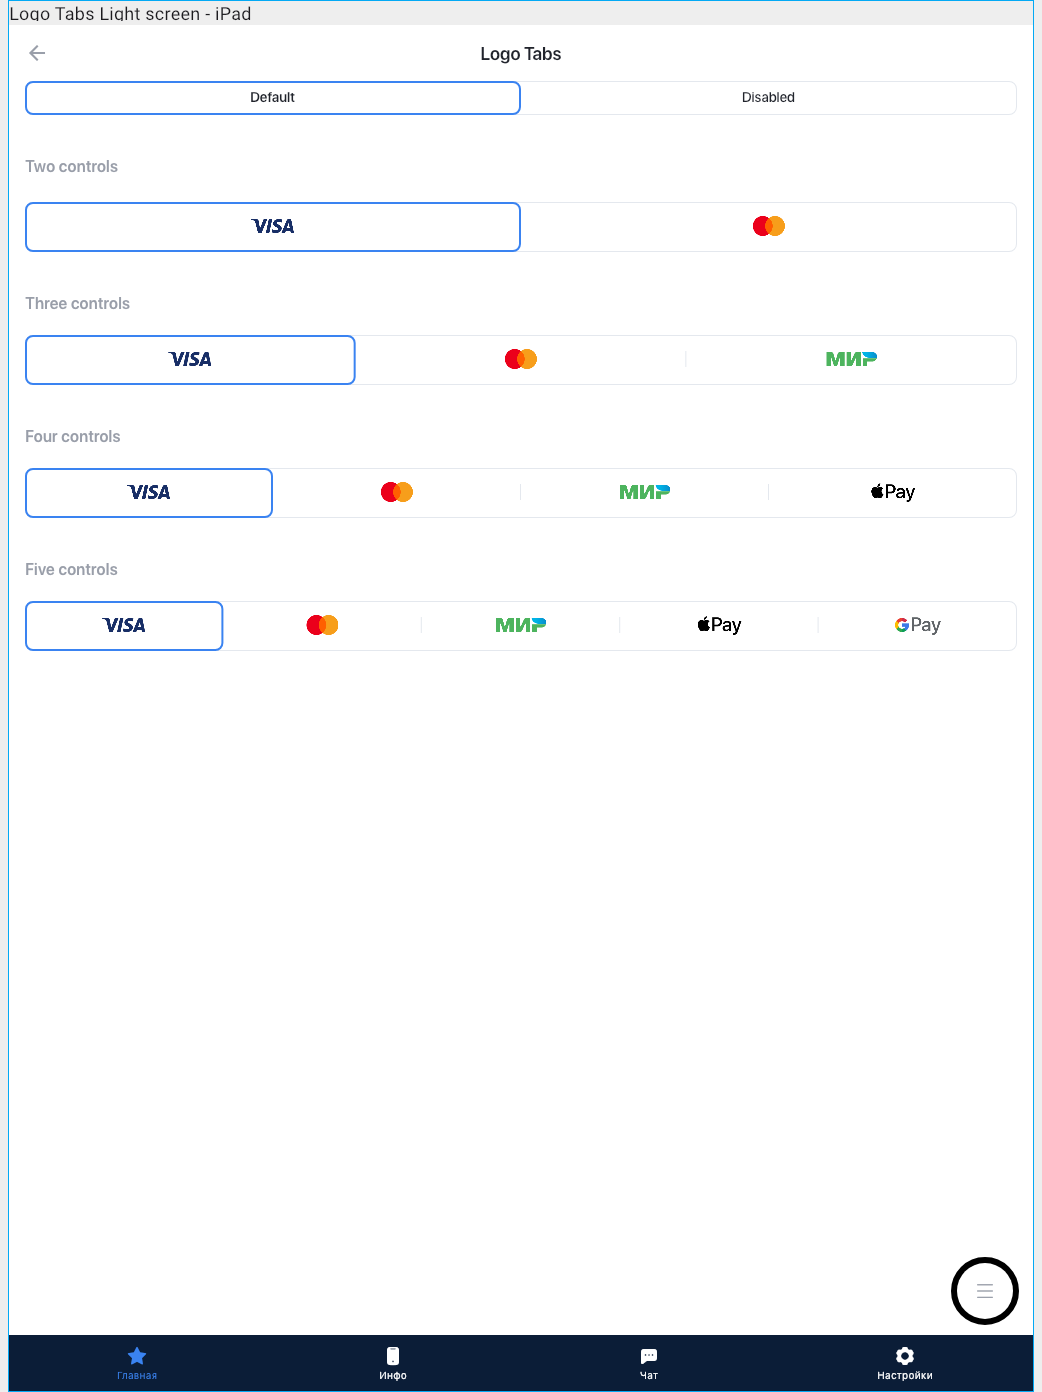 Logo Tabs Light screen - iPad
Logo Tabs
Default Disabled
Two controls
VISA
Three controls
VISA МИР
Four controls
VISA МИР Pay
Five controls
VISA МИР Pay G Pay
Главная Инфо Чат Настройки